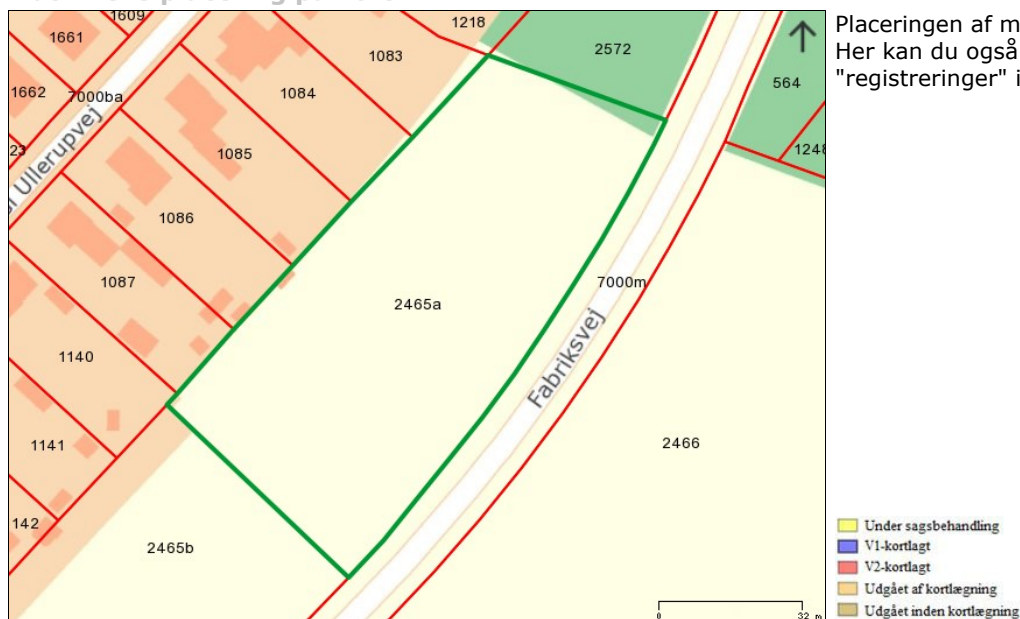 1609
1218
1661
1083
2572
Placeringen af m
Her kan du også
"registreringer" i
1662
7000ba
1084
564
23
1085
1248
Ullerupvej
1086
1087
7000m
2465a
1140
Fabriksvej
1141
2466
142
2465b
Under sagsbehandling
V1-kortlagt
V2-kortlagt
Udgået af kortlægning
Udgået inden kortlægning
0 32 m